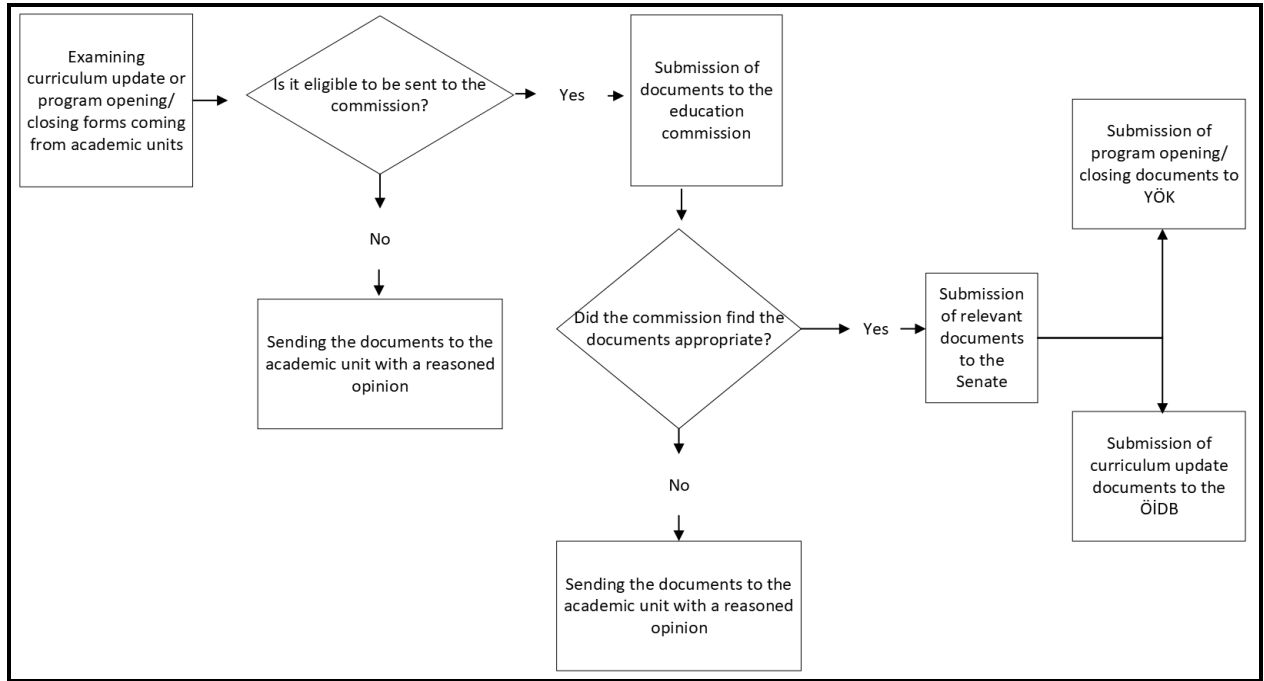 Examining
curriculum update or
program opening/
closing forms coming
from academic units
Is it eligible to be sent to the
commission?
Yes
Submission of
documents to the
education
commission
No
Sending the documents to the
academic unit with a reasoned
opinion
Did the commission find the
documents appropriate?
Yes
Submission
of relevant
documents
to the
Senate
Submission of
program opening/
closing documents to
YÖK
Submission of
curriculum update
documents to the
ÖİDB
No
Sending the documents to the
academic unit with a reasoned
opinion